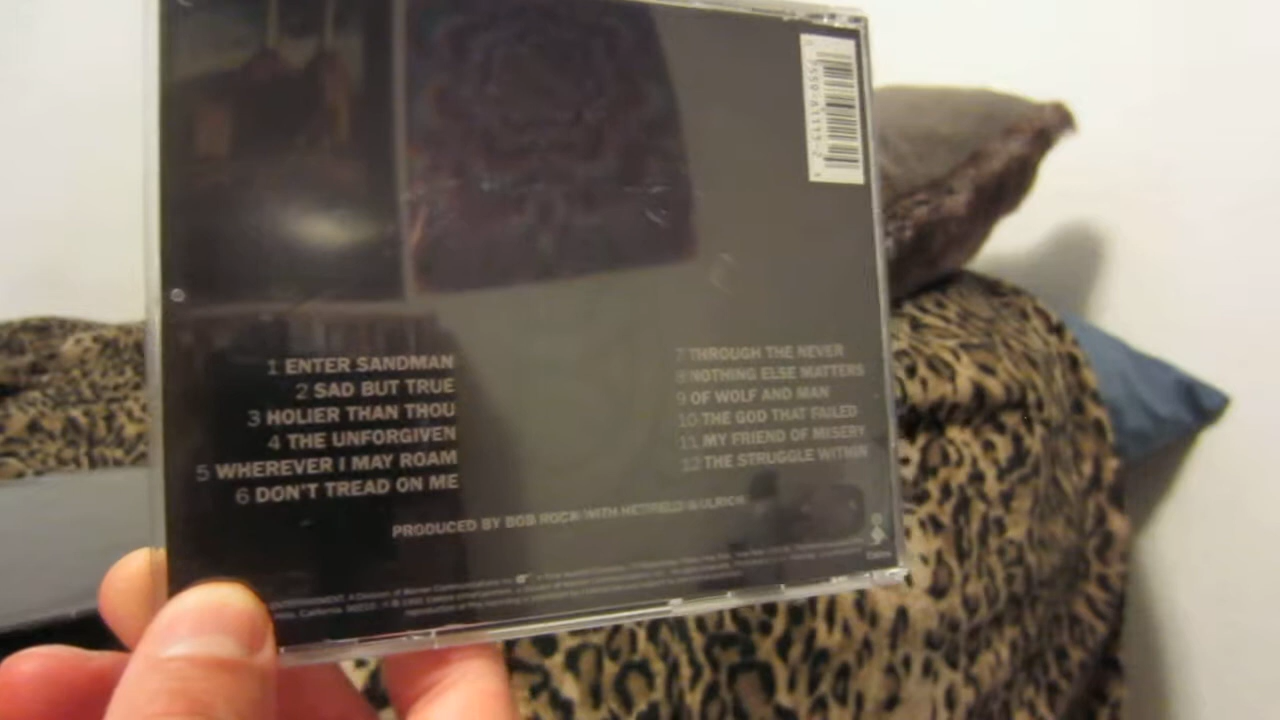 1 ENTER SANDMAN
2 SAD BUT TRUE
3 HOLIER THAN THOU
4 THE UNFORGIVEN
5 WHEREVER I MAY ROAM
6 DON'T TREAD ON ME
7 THROUGH THE NEVER
8 NOTHING ELSE MATTERS
9 OF WOLF AND MAN
10 THE GOD THAT FAILED
11 MY FRIEND OF MISERY
12 THE STRUGGLE WITHIN
PRODUCED BY BOB ROCK WITH HETFIELD & ULRICH